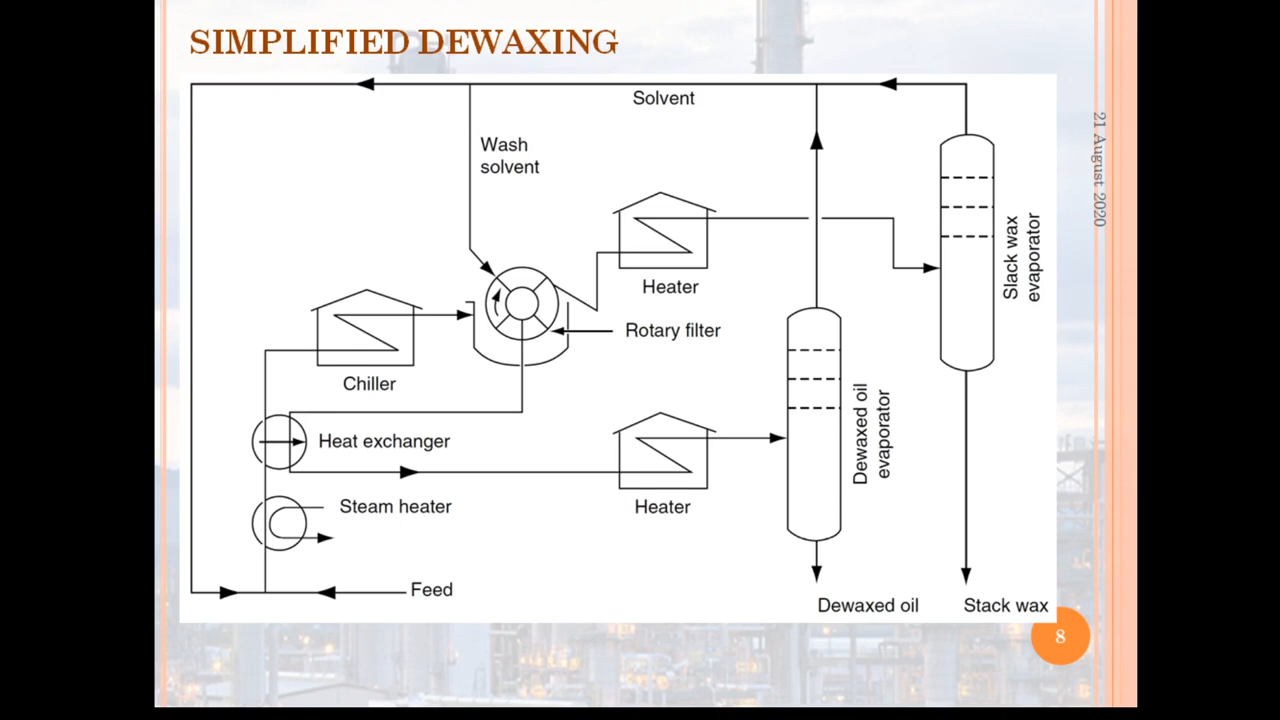 SIMPLIFIED DEWAXING
21 August 2020
Solvent
Wash
solvent
Heater
Slack wax
evaporator
Rotary filter
Chiller
Heat exchanger
Dewaxed oil
evaporator
Steam heater
Heater
Feed
Dewaxed oil
Stack wax
8